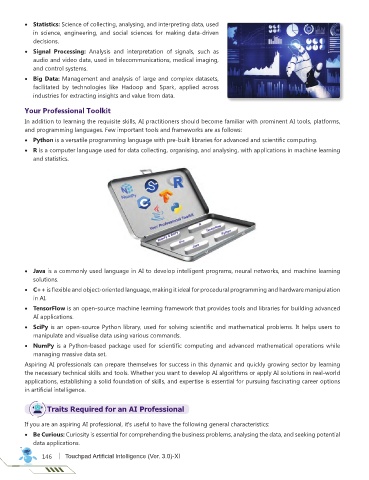 • Statistics: Science of collecting, analysing, and interpreting data, used
in science, engineering, and social sciences for making data-driven
decisions.
• Signal Processing: Analysis and interpretation of signals, such as
audio and video data, used in telecommunications, medical imaging,
and control systems.
• Big Data: Management and analysis of large and complex datasets,
facilitated by technologies like Hadoop and Spark, applied across
industries for extracting insights and value from data.
Your Professional Toolkit
In addition to learning the requisite skills, AI practitioners should become familiar with prominent AI tools, platforms,
and programming languages. Few important tools and frameworks are as follows:
• Python is a versatile programming language with pre-built libraries for advanced and scientific computing.
• R is a computer language used for data collecting, organising, and analysing, with applications in machine learning
and statistics.
NumPy
R
Your Professional Toolkit
• Java is a commonly used language in AI to develop intelligent programs, neural networks, and machine learning
solutions.
• C++ is flexible and object-oriented language, making it ideal for procedural programming and hardware manipulation
in AI.
• TensorFlow is an open-source machine learning framework that provides tools and libraries for building advanced
AI applications.
• SciPy is an open-source Python library, used for solving scientific and mathematical problems. It helps users to
manipulate and visualise data using various commands.
• NumPy is a Python-based package used for scientific computing and advanced mathematical operations while
managing massive data set.
Aspiring AI professionals can prepare themselves for success in this dynamic and quickly growing sector by learning
the necessary technical skills and tools. Whether you want to develop AI algorithms or apply AI solutions in real-world
applications, establishing a solid foundation of skills, and expertise is essential for pursuing fascinating career options
in artificial intelligence.
Traits Required for an AI Professional
If you are an aspiring AI professional, it's useful to have the following general characteristics:
• Be Curious: Curiosity is essential for comprehending the business problems, analysing the data, and seeking potential
data applications.
146 Touchpad Artificial Intelligence (Ver. 3.0)-XI